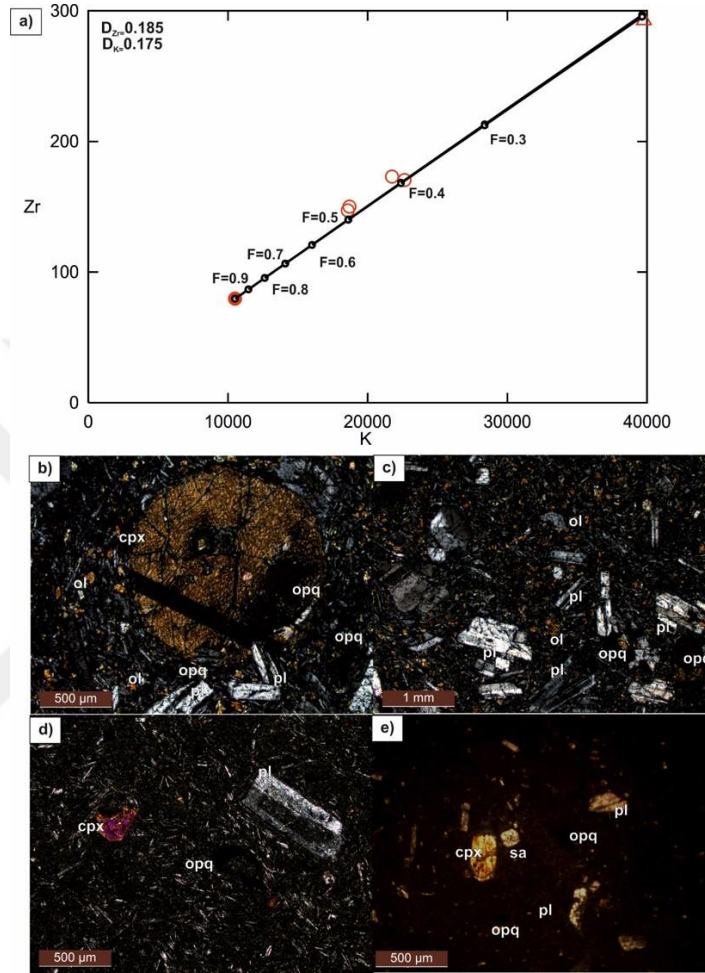 a)
300
D_Zr=0.185
D_K=0.175
F=0.3
200
F=0.4
Zr
F=0.5
F=0.7
F=0.6
100
F=0.9
F=0.8
0
0 10000 20000 30000 40000
K
b)
cpx
ol
opq
opq
ol
opq
pl
pl
500 µm
c)
ol
pl
pl
ol
pl
opq
opq
pl
1 mm
d)
pl
cpx
opq
500 µm
e)
pl
opq
cpx
sa
pl
opq
500 µm